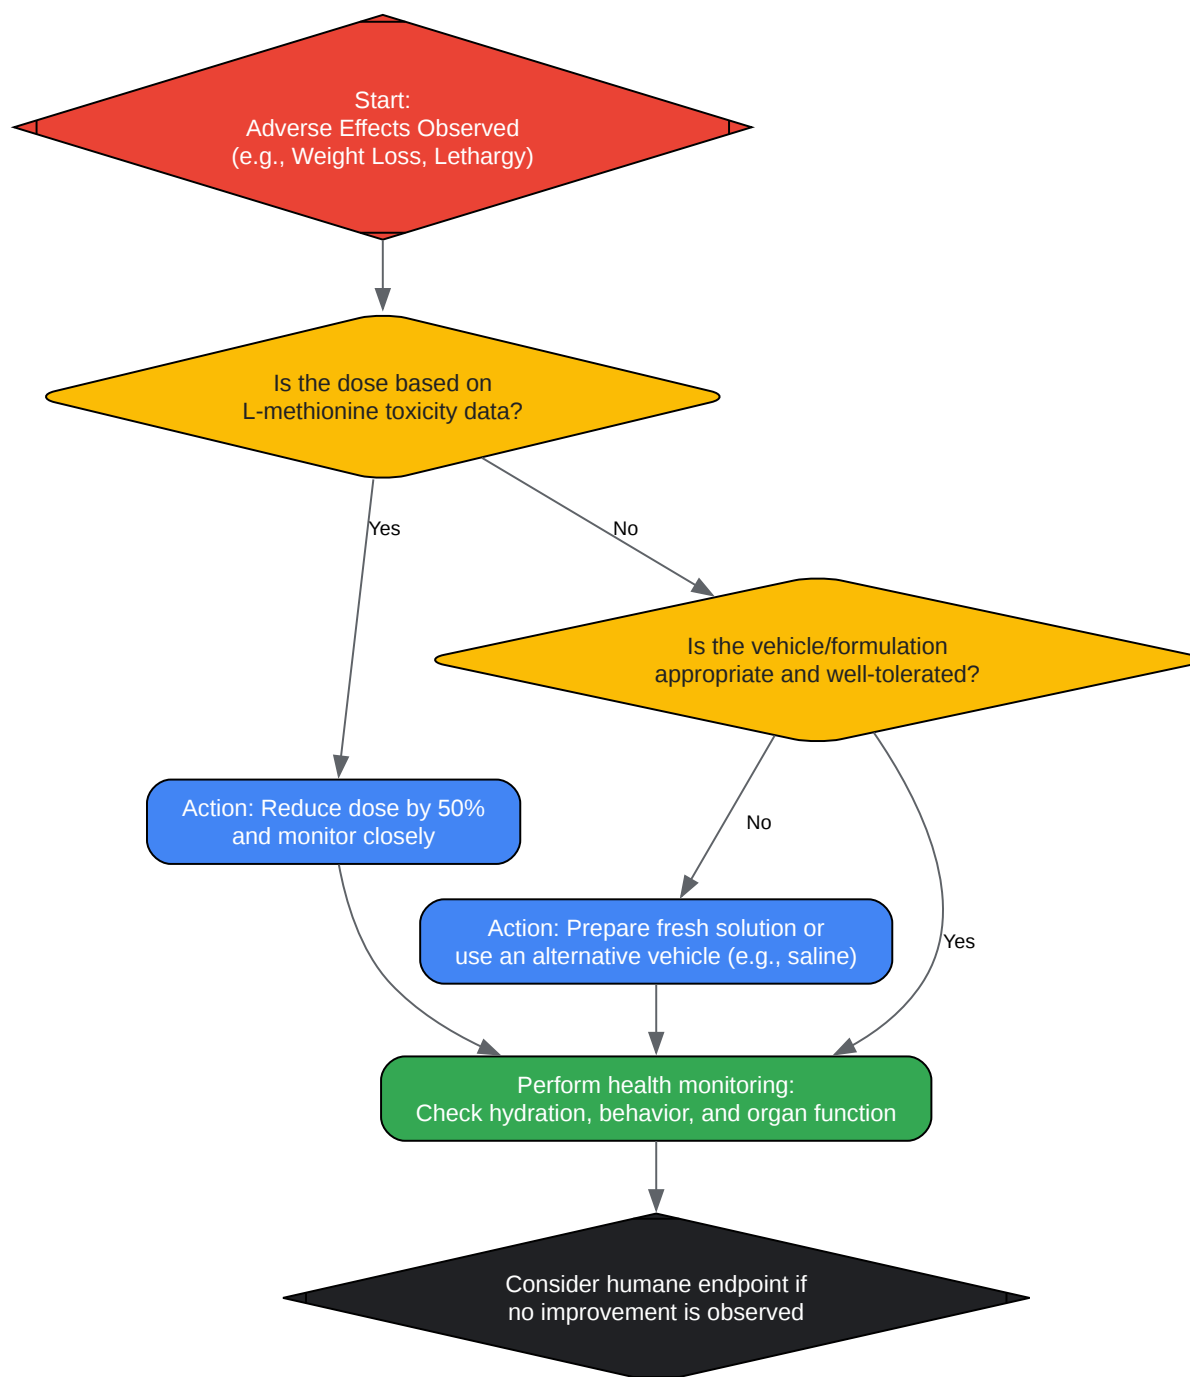 Start:
Adverse Effects Observed
(e.g., Weight Loss, Lethargy)
Is the dose based on
L-methionine toxicity data?
Yes
No
Is the vehicle/formulation
appropriate and well-tolerated?
Action: Reduce dose by 50%
and monitor closely
No
Action: Prepare fresh solution or
use an alternative vehicle (e.g., saline)
Yes
Perform health monitoring:
Check hydration, behavior, and organ function
Consider humane endpoint if
no improvement is observed